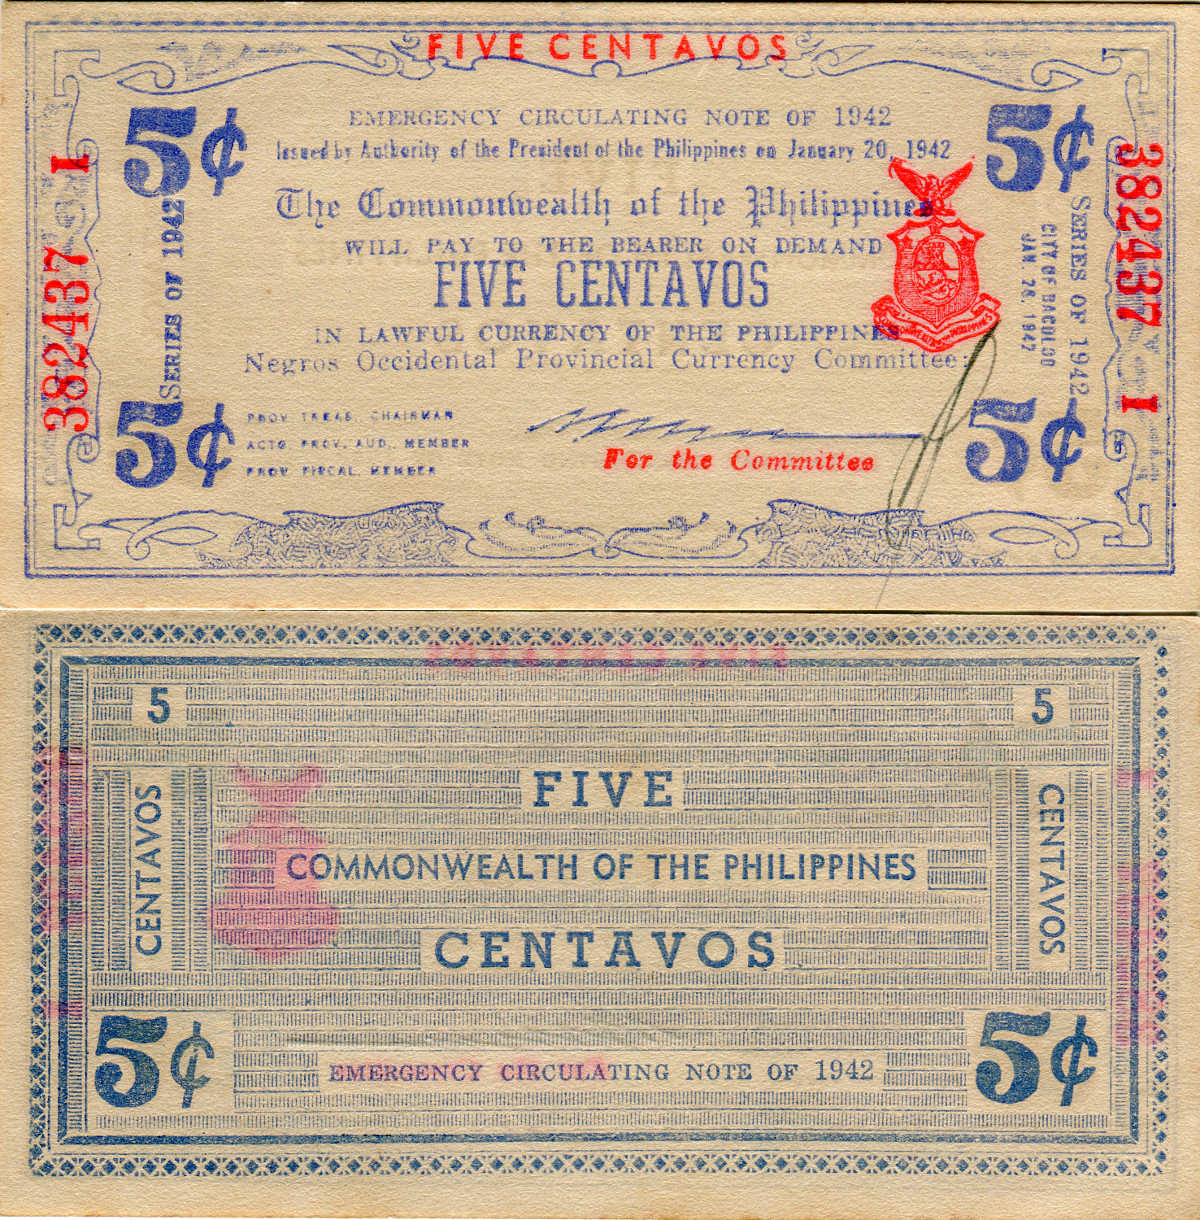 FIVE CENTAVOS
5¢
5¢
EMERGENCY CIRCULATING NOTE OF 1942
Issued by Authority of the President of the Philippines on January 20, 1942
The Commonwealth of the Philippines
WILL PAY TO THE BEARER ON DEMAND
FIVE CENTAVOS
IN LAWFUL CURRENCY OF THE PHILIPPINES
Negros Occidental Provincial Currency Committee:
382437 1
SERIES OF 1942
CITY OF BACOLOD
JAN. 26, 1942
SERIES OF 1942
382437 1
5¢
5¢
PROV. TREAS. CHAIRMAN
ACTG. PROV. AUD. MEMBER
PROV. FISCAL, MEMBER
For the Committee
5
5
FIVE
CENTAVOS
COMMONWEALTH OF THE PHILIPPINES
CENTAVOS
CENTAVOS
5¢
5¢
EMERGENCY CIRCULATING NOTE OF 1942